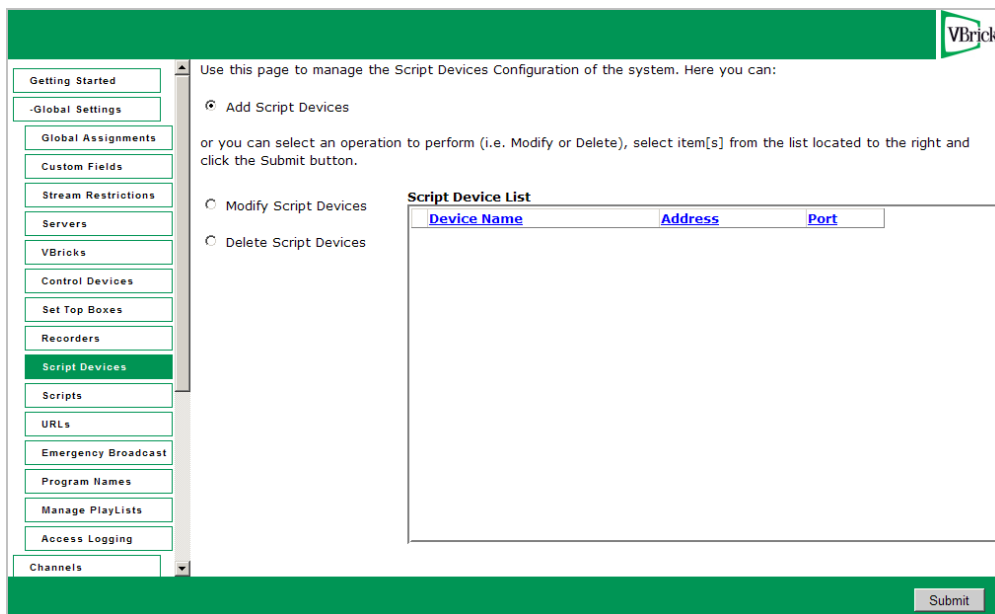 VBrick
Getting Started
-Global Settings
Global Assignments
Custom Fields
Stream Restrictions
Servers
VBricks
Control Devices
Set Top Boxes
Recorders
Script Devices
Scripts
URLs
Emergency Broadcast
Program Names
Manage PlayLists
Access Logging
Channels
Use this page to manage the Script Devices Configuration of the system. Here you can:
Add Script Devices
or you can select an operation to perform (i.e. Modify or Delete), select item[s] from the list located to the right and
click the Submit button.
Modify Script Devices
Delete Script Devices
Script Device List
Device Name Address Port
Submit